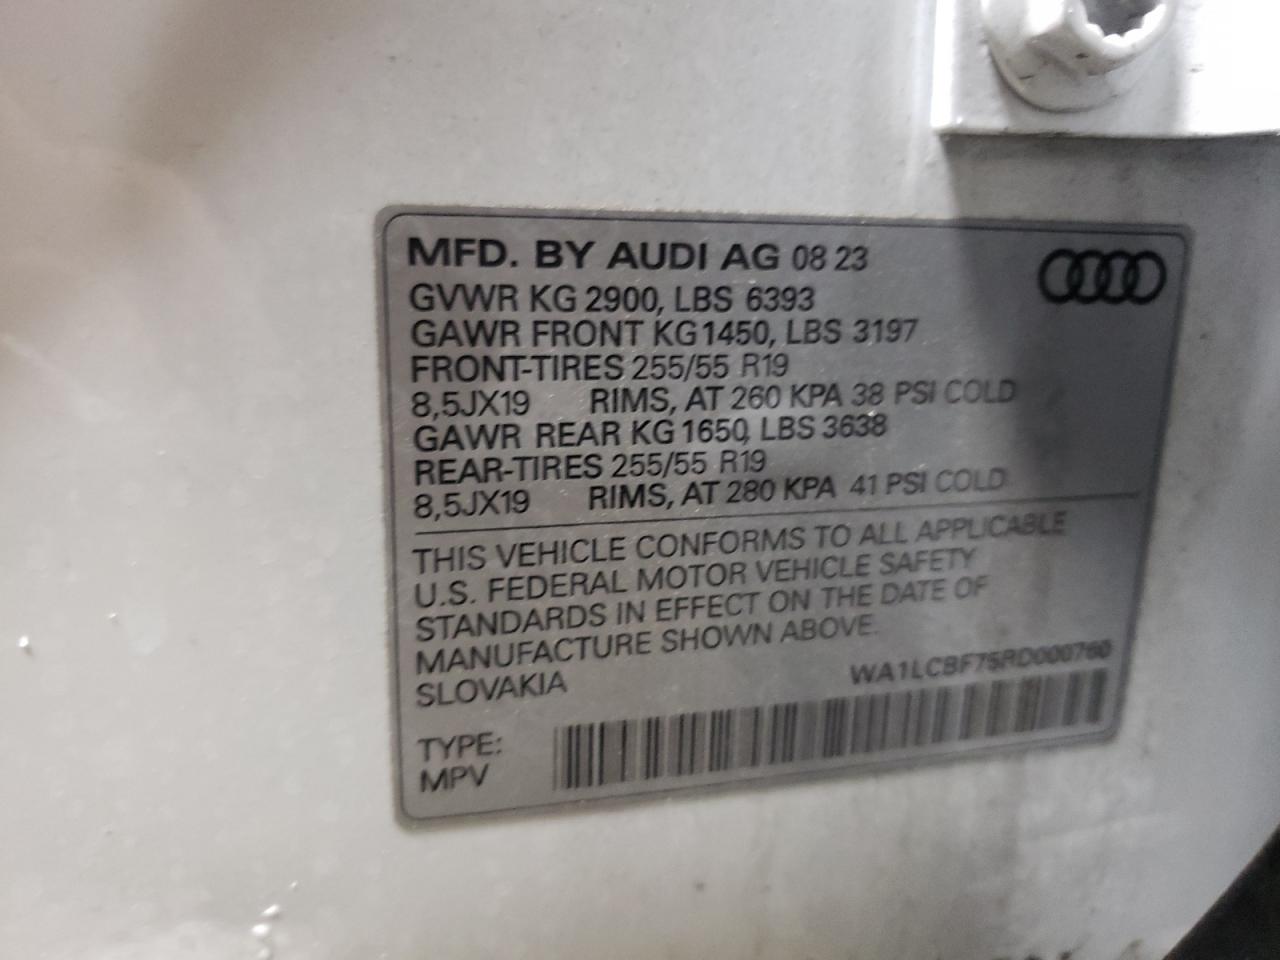 MFD. BY AUDI AG 08 23
GVWR KG 2900, LBS 6393
GAWR FRONT KG 1450, LBS 3197
FRONT-TIRES 255/55 R19
8,5JX19 RIMS, AT 260 KPA 38 PSI COLD
GAWR REAR KG 1650, LBS 3638
REAR-TIRES 255/55 R19
8,5JX19 RIMS, AT 280 KPA 41 PSI COLD
THIS VEHICLE CONFORMS TO ALL APPLICABLE
U.S. FEDERAL MOTOR VEHICLE SAFETY
STANDARDS IN EFFECT ON THE DATE OF
MANUFACTURE SHOWN ABOVE.
SLOVAKIA
WA1LCBF75RD000760
TYPE:
MPV